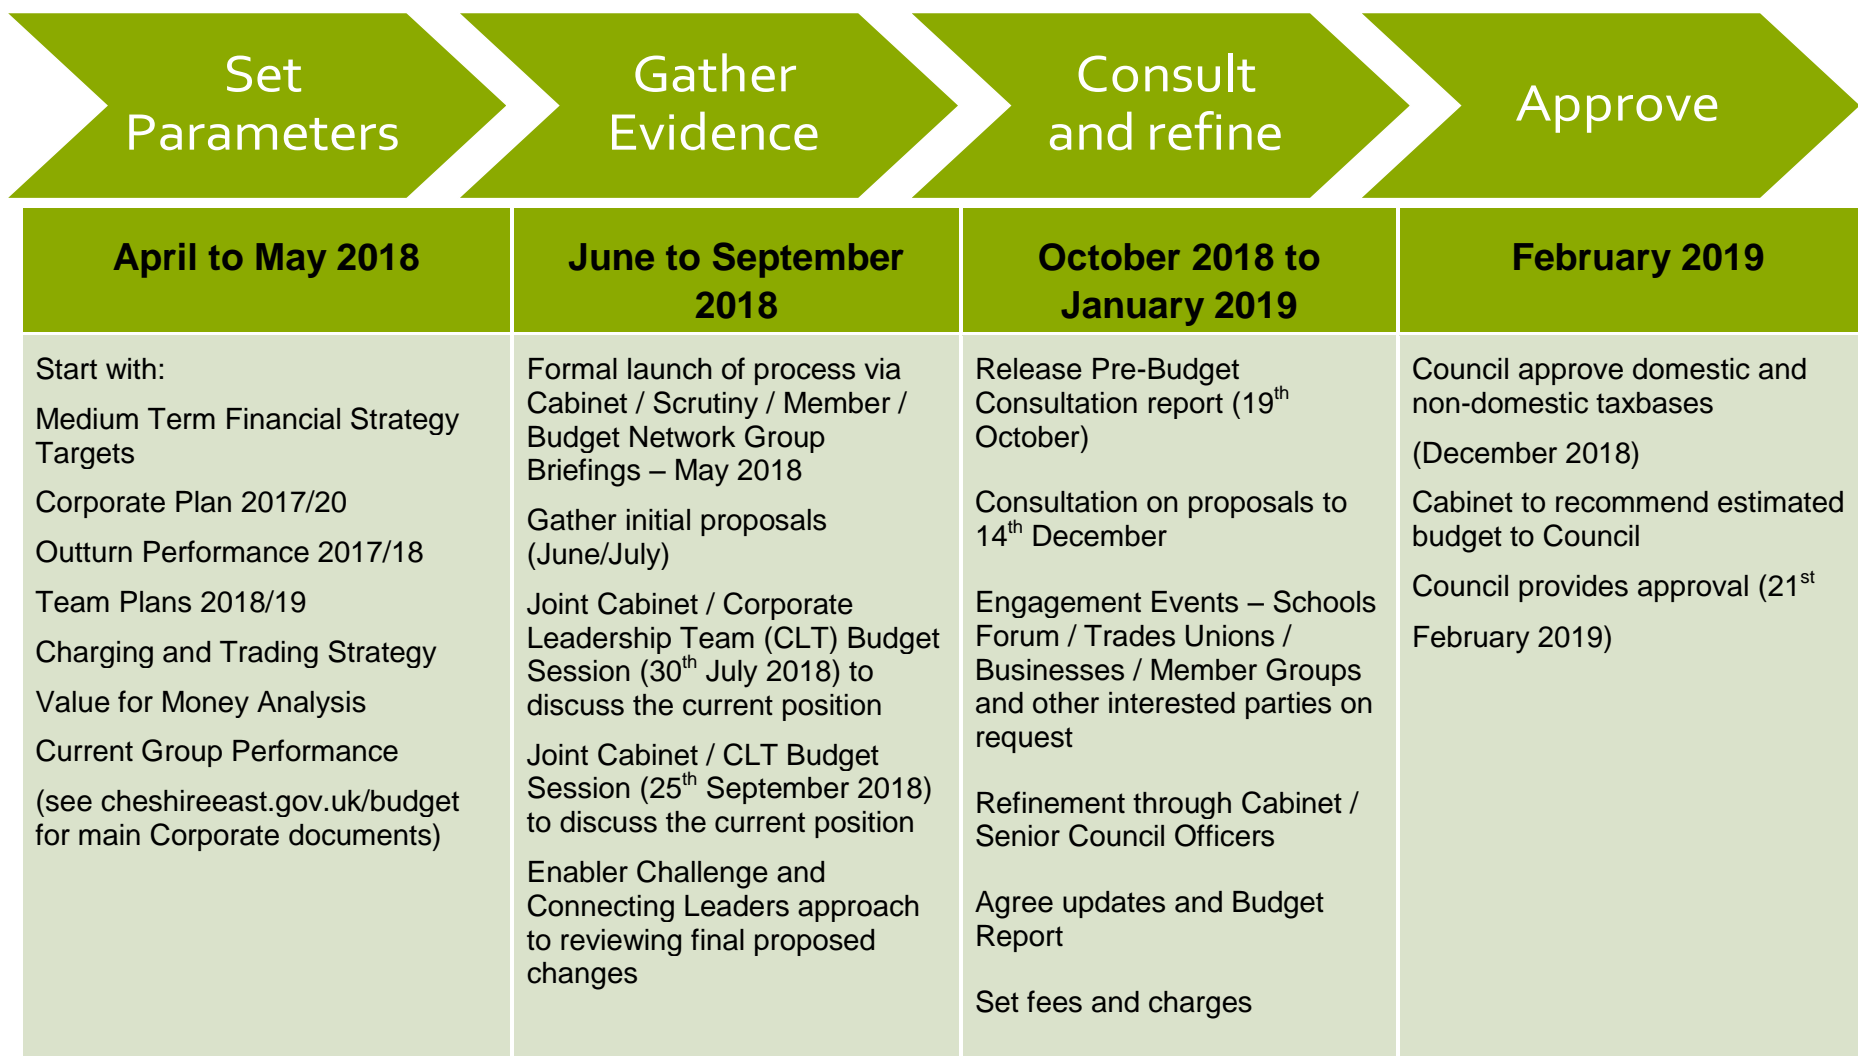 Set
Parameters
Gather
Evidence
Consult
and refine
Approve
April to May 2018
June to September
2018
October 2018 to
January 2019
February 2019
Start with:
Medium Term Financial Strategy
Targets
Corporate Plan 2017/20
Outturn Performance 2017/18
Team Plans 2018/19
Charging and Trading Strategy
Value for Money Analysis
Current Group Performance
(see cheshireeast.gov.uk/budget
for main Corporate documents)
Formal launch of process via
Cabinet / Scrutiny / Member /
Budget Network Group
Briefings – May 2018
Gather initial proposals
(June/July)
Joint Cabinet / Corporate
Leadership Team (CLT) Budget
Session (30th July 2018) to
discuss the current position
Joint Cabinet / CLT Budget
Session (25th September 2018)
to discuss the current position
Enabler Challenge and
Connecting Leaders approach
to reviewing final proposed
changes
Release Pre-Budget
Consultation report (19th
October)
Consultation on proposals to
14th December
Engagement Events – Schools
Forum / Trades Unions /
Businesses / Member Groups
and other interested parties on
request
Refinement through Cabinet /
Senior Council Officers
Agree updates and Budget
Report
Set fees and charges
Council approve domestic and
non-domestic taxbases
(December 2018)
Cabinet to recommend estimated
budget to Council
Council provides approval (21st
February 2019)